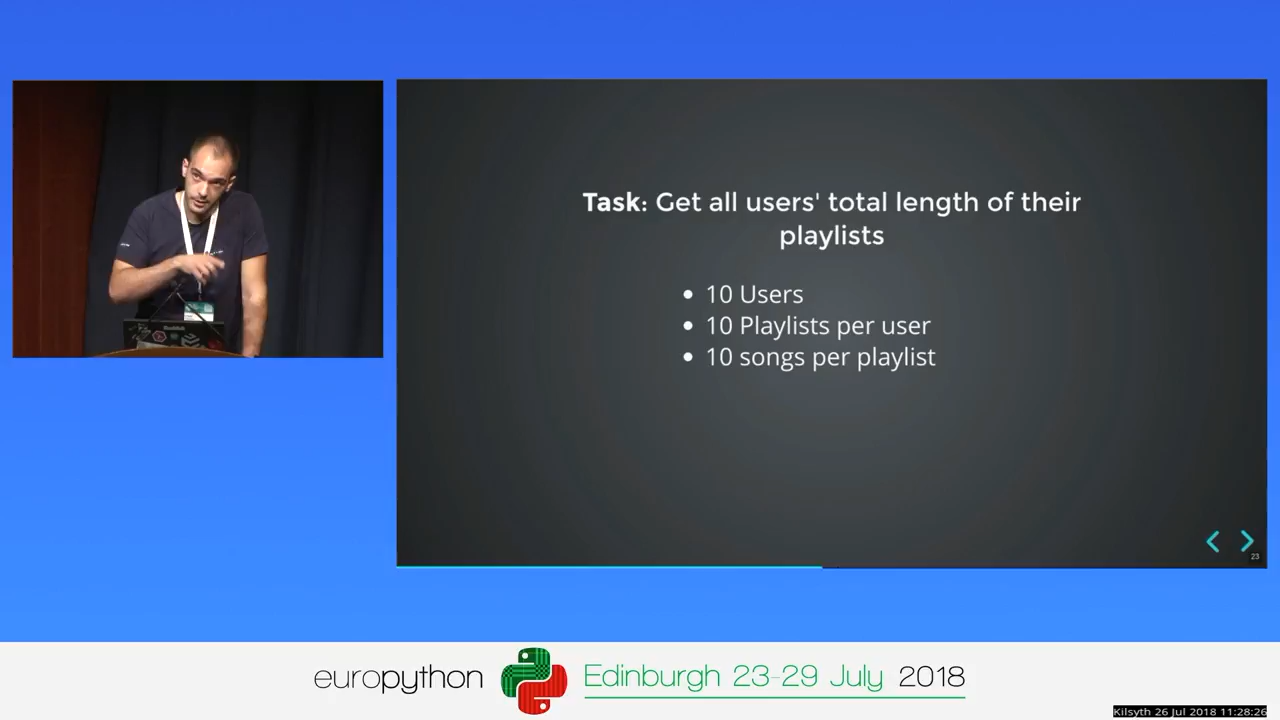 Task: Get all users' total length of their
playlists
• 10 Users
• 10 Playlists per user
• 10 songs per playlist
23
europython Edinburgh 23-29 July 2018
Kilsyth 26 Jul 2018 11:28:26